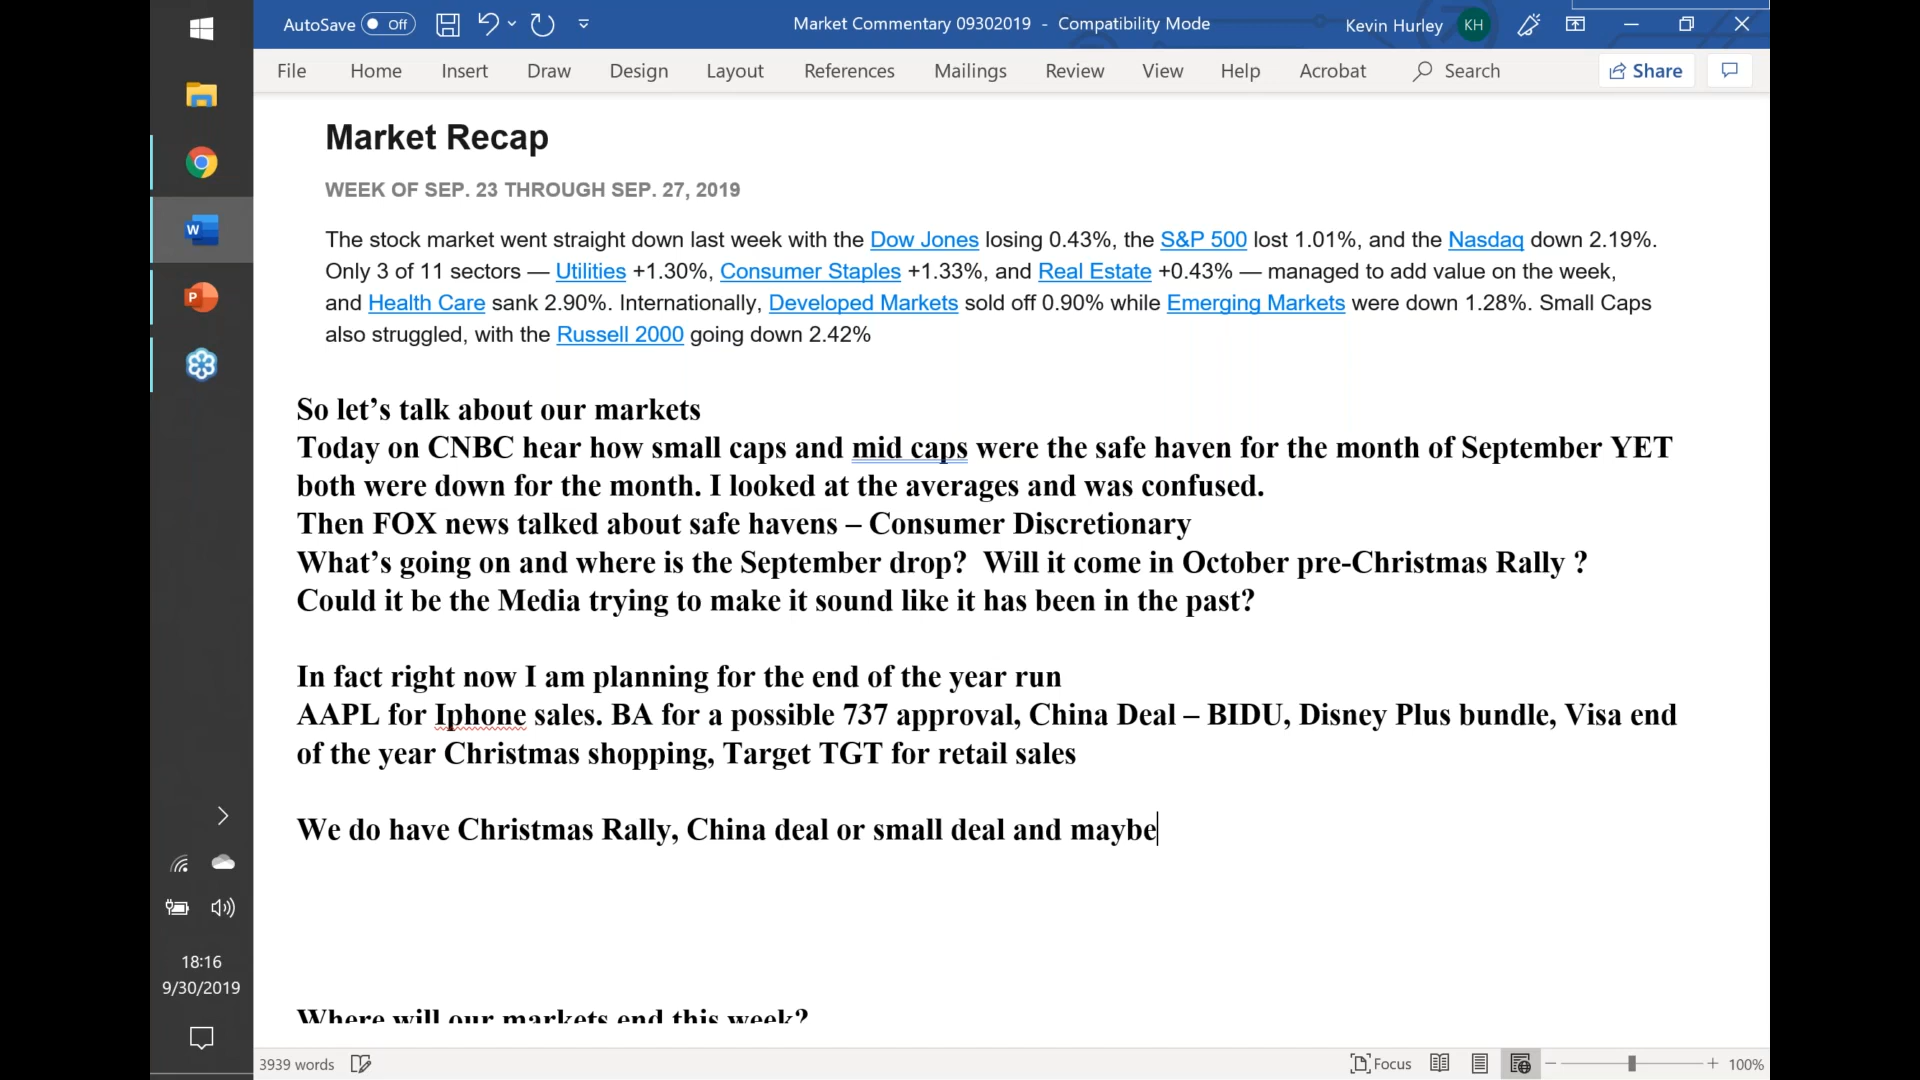 AutoSave Off
Market Commentary 09302019 - Compatibility Mode
Kevin Hurley KH
File Home Insert Draw Design Layout References Mailings Review View Help Acrobat Search Share
Market Recap
WEEK OF SEP. 23 THROUGH SEP. 27, 2019
The stock market went straight down last week with the Dow Jones losing 0.43%, the S&P 500 lost 1.01%, and the Nasdaq down 2.19%.
Only 3 of 11 sectors — Utilities +1.30%, Consumer Staples +1.33%, and Real Estate +0.43% — managed to add value on the week,
and Health Care sank 2.90%. Internationally, Developed Markets sold off 0.90% while Emerging Markets were down 1.28%. Small Caps
also struggled, with the Russell 2000 going down 2.42%
So let’s talk about our markets
Today on CNBC hear how small caps and mid caps were the safe haven for the month of September YET
both were down for the month. I looked at the averages and was confused.
Then FOX news talked about safe havens – Consumer Discretionary
What’s going on and where is the September drop?  Will it come in October pre-Christmas Rally ?
Could it be the Media trying to make it sound like it has been in the past?
In fact right now I am planning for the end of the year run
AAPL for Iphone sales. BA for a possible 737 approval, China Deal – BIDU, Disney Plus bundle, Visa end
of the year Christmas shopping, Target TGT for retail sales
We do have Christmas Rally, China deal or small deal and maybe
Where will our markets end this week?
W
P
18:16
9/30/2019
3939 words
Focus
100%